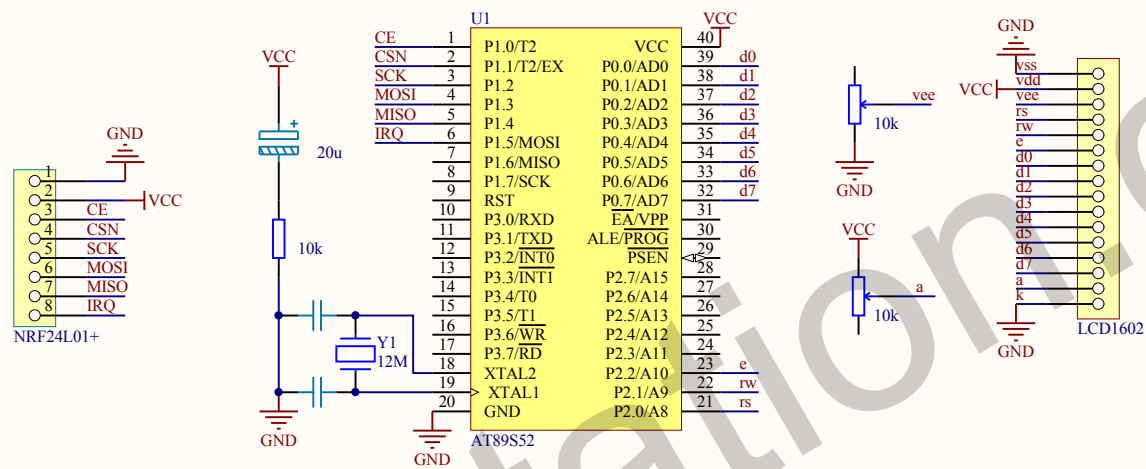 GND
1
2 VCC
3 CE
4 CSN
5 SCK
6 MOSI
7 MISO
8 IRQ
NRF24L01+
VCC
+
20u
10k
Y1
12M
GND
U1
CE 1 P1.0/T2
CSN 2 P1.1/T2/EX
SCK 3 P1.2
MOSI 4 P1.3
MISO 5 P1.4
IRQ 6 P1.5/MOSI
7 P1.6/MISO
8 P1.7/SCK
9 RST
10 P3.0/RXD
11 P3.1/TXD
12 P3.2/INT0
13 P3.3/INT1
14 P3.4/T0
15 P3.5/T1
16 P3.6/WR
17 P3.7/RD
18 XTAL2
19 XTAL1
20 GND
GND
VCC
VCC 40
P0.0/AD0 39 d0
P0.1/AD1 38 d1
P0.2/AD2 37 d2
P0.3/AD3 36 d3
P0.4/AD4 35 d4
P0.5/AD5 34 d5
P0.6/AD6 33 d6
P0.7/AD7 32 d7
EA/VPP 31
ALE/PROG 30
PSEN 29
P2.7/A15 28
P2.6/A14 27
P2.5/A13 26
P2.4/A12 25
P2.3/A11 24
P2.2/A10 23 e
P2.1/A9 22 rw
P2.0/A8 21 rs
AT89S52
vee
10k
GND
VCC
a
10k
GND
vss
VCC vdd
vee
rs
rw
e
d0
d1
d2
d3
d4
d5
d6
d7
a
k
GND
LCD1602
tation.c